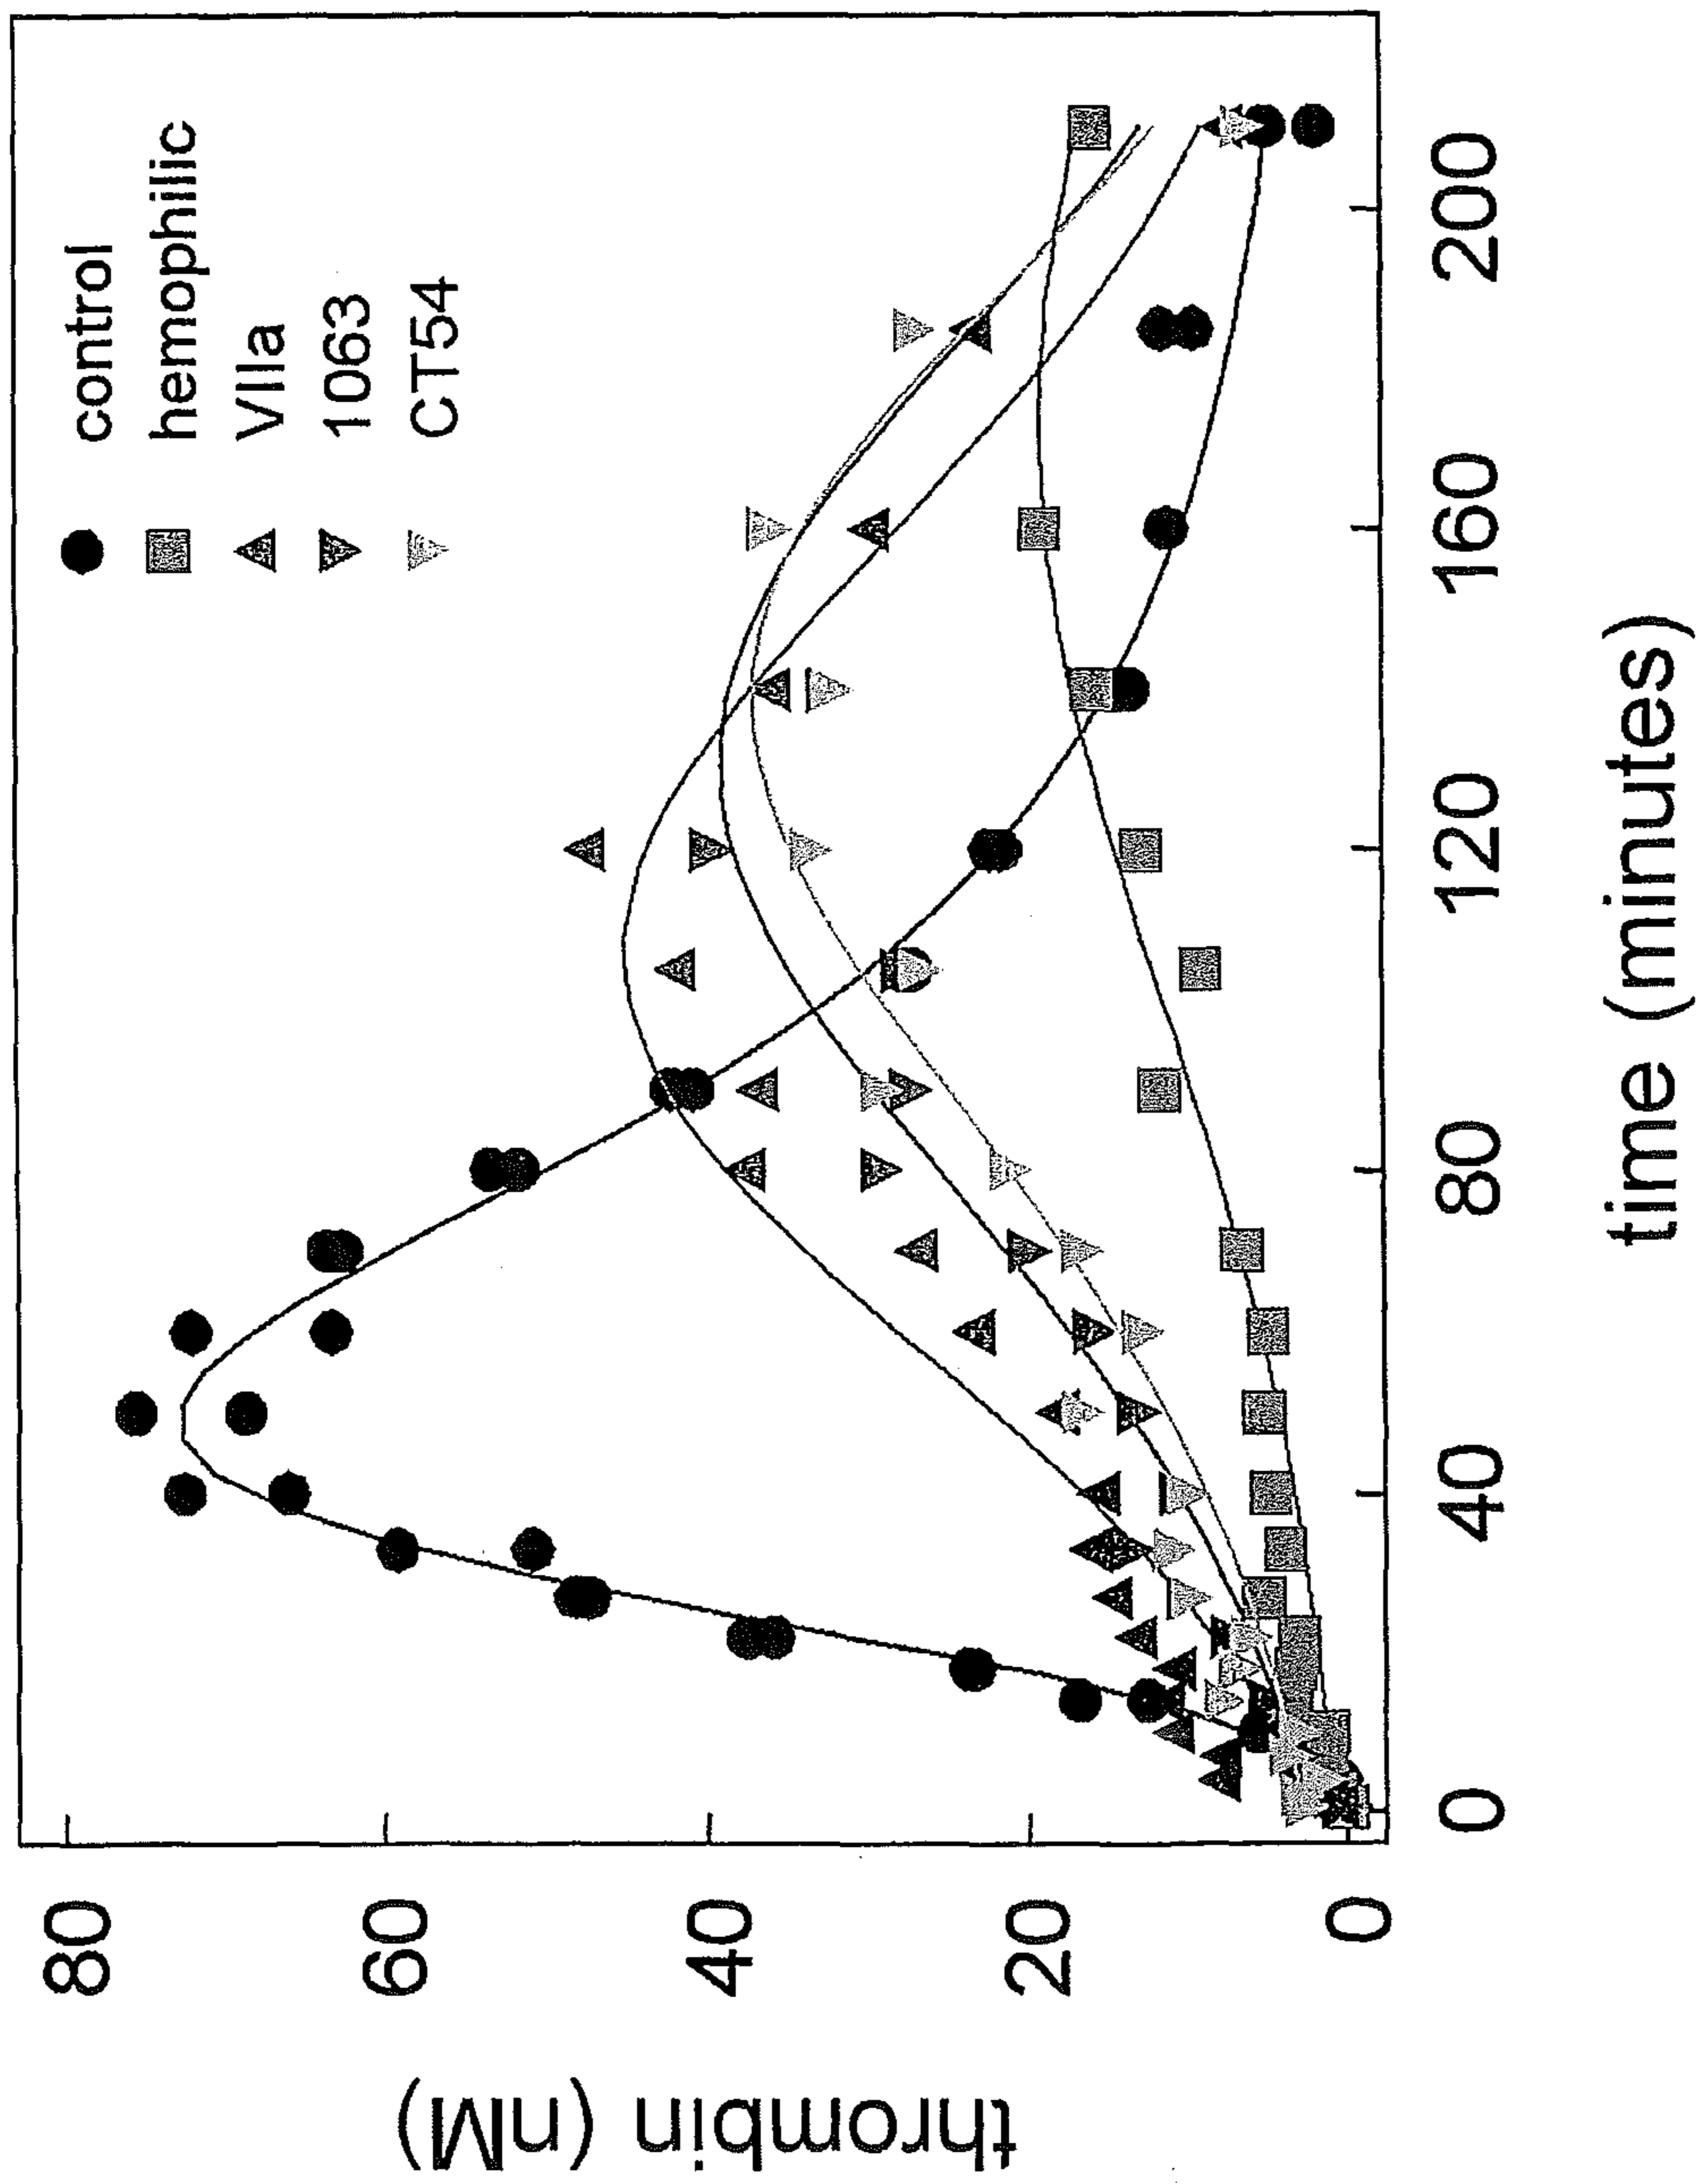 thrombin (nM)
80
60
40
20
0
control
hemophilic
VIIa
1063
CT54
0
40
80
120
160
200
time (minutes)